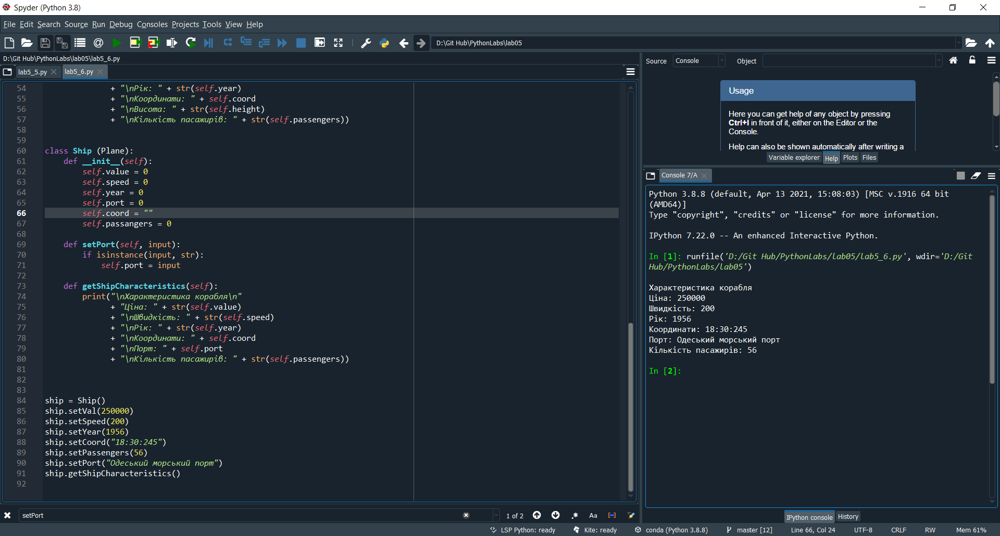 Spyder (Python 3.8)
File Edit Search Source Run Debug Consoles Projects Tools View Help
D:\Git Hub\PythonLabs\lab05
D:\Git Hub\PythonLabs\lab05\lab5_6.py
lab5_5.py
lab5_6.py
54 + "\nРік: " + str(self.year)
55 + "\nКоординати: " + self.coord
56 + "\nВисота: " + str(self.height)
57 + "\nКількість пасажирів: " + str(self.passengers))
58
59
60 class Ship (Plane):
61 def __init__(self):
62 self.value = 0
63 self.speed = 0
64 self.year = 0
65 self.port = 0
66 self.coord = ""
67 self.passangers = 0
68
69 def setPort(self, input):
70 if isinstance(input, str):
71 self.port = input
72
73 def getShipCharacteristics(self):
74 print("\nХарактеристика корабля\n"
75 + "Ціна: " + str(self.value)
76 + "\nШвидкість: " + str(self.speed)
77 + "\nРік: " + str(self.year)
78 + "\nКоординати: " + self.coord
79 + "\nПорт: " + self.port
80 + "\nКількість пасажирів: " + str(self.passengers))
81
82
83
84 ship = Ship()
85 ship.setVal(250000)
86 ship.setSpeed(200)
87 ship.setYear(1956)
88 ship.setCoord("18:30:245")
89 ship.setPassengers(56)
90 ship.setPort("Одеський морський порт")
91 ship.getShipCharacteristics()
92
setPort
1 of 2
Aa
Source Console Object
Usage
Here you can get help of any object by pressing
Ctrl+I in front of it, either on the Editor or the
Console.
Help can also be shown automatically after writing a
Variable explorer Help Plots Files
Console 7/A
Python 3.8.8 (default, Apr 13 2021, 15:08:03) [MSC v.1916 64 bit
(AMD64)]
Type "copyright", "credits" or "license" for more information.
IPython 7.22.0 -- An enhanced Interactive Python.
In [1]: runfile('D:/Git Hub/PythonLabs/lab05/lab5_6.py', wdir='D:/Git
Hub/PythonLabs/lab05')
Характеристика корабля
Ціна: 250000
Швидкість: 200
Рік: 1956
Координати: 18:30:245
Порт: Одеський морський порт
Кількість пасажирів: 56
In [2]:
IPython console History
LSP Python: ready Kite: ready conda (Python 3.8.8) master [12] Line 66, Col 24 UTF-8 CRLF RW Mem 61%